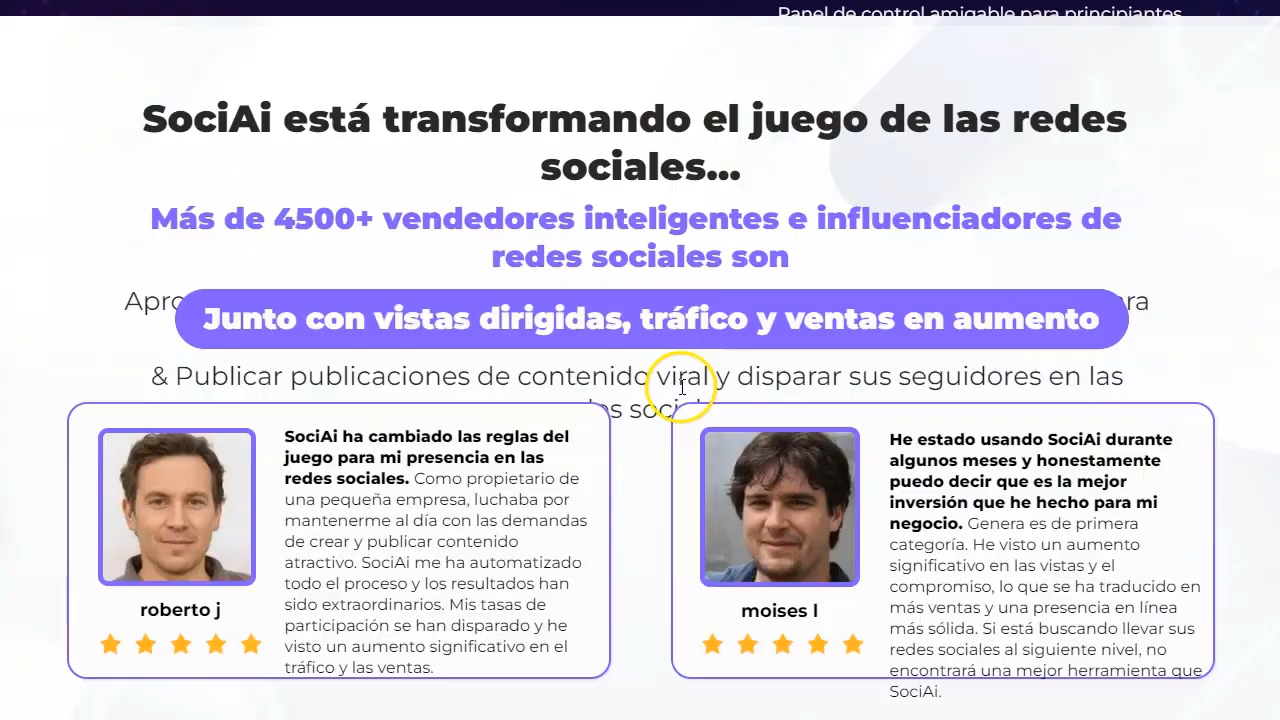 Panel de control amigable para principiantes
SociAi está transformando el juego de las redes
sociales...
Más de 4500+ vendedores inteligentes e influenciadores de
redes sociales son
Junto con vistas dirigidas, tráfico y ventas en aumento
& Publicar publicaciones de contenido viral y disparar sus seguidores en las
SociAi ha cambiado las reglas del
juego para mi presencia en las
redes sociales. Como propietario de
una pequeña empresa, luchaba por
mantenerme al día con las demandas
de crear y publicar contenido
atractivo. SociAi me ha automatizado
todo el proceso y los resultados han
sido extraordinarios. Mis tasas de
participación se han disparado y he
visto un aumento significativo en el
tráfico y las ventas.
roberto j
He estado usando SociAi durante
algunos meses y honestamente
puedo decir que es la mejor
inversión que he hecho para mi
negocio. Genera es de primera
categoría. He visto un aumento
significativo en las vistas y el
compromiso, lo que se ha traducido en
más ventas y una presencia en línea
más sólida. Si está buscando llevar sus
redes sociales al siguiente nivel, no
encontrará una mejor herramienta que
SociAi.
moises l